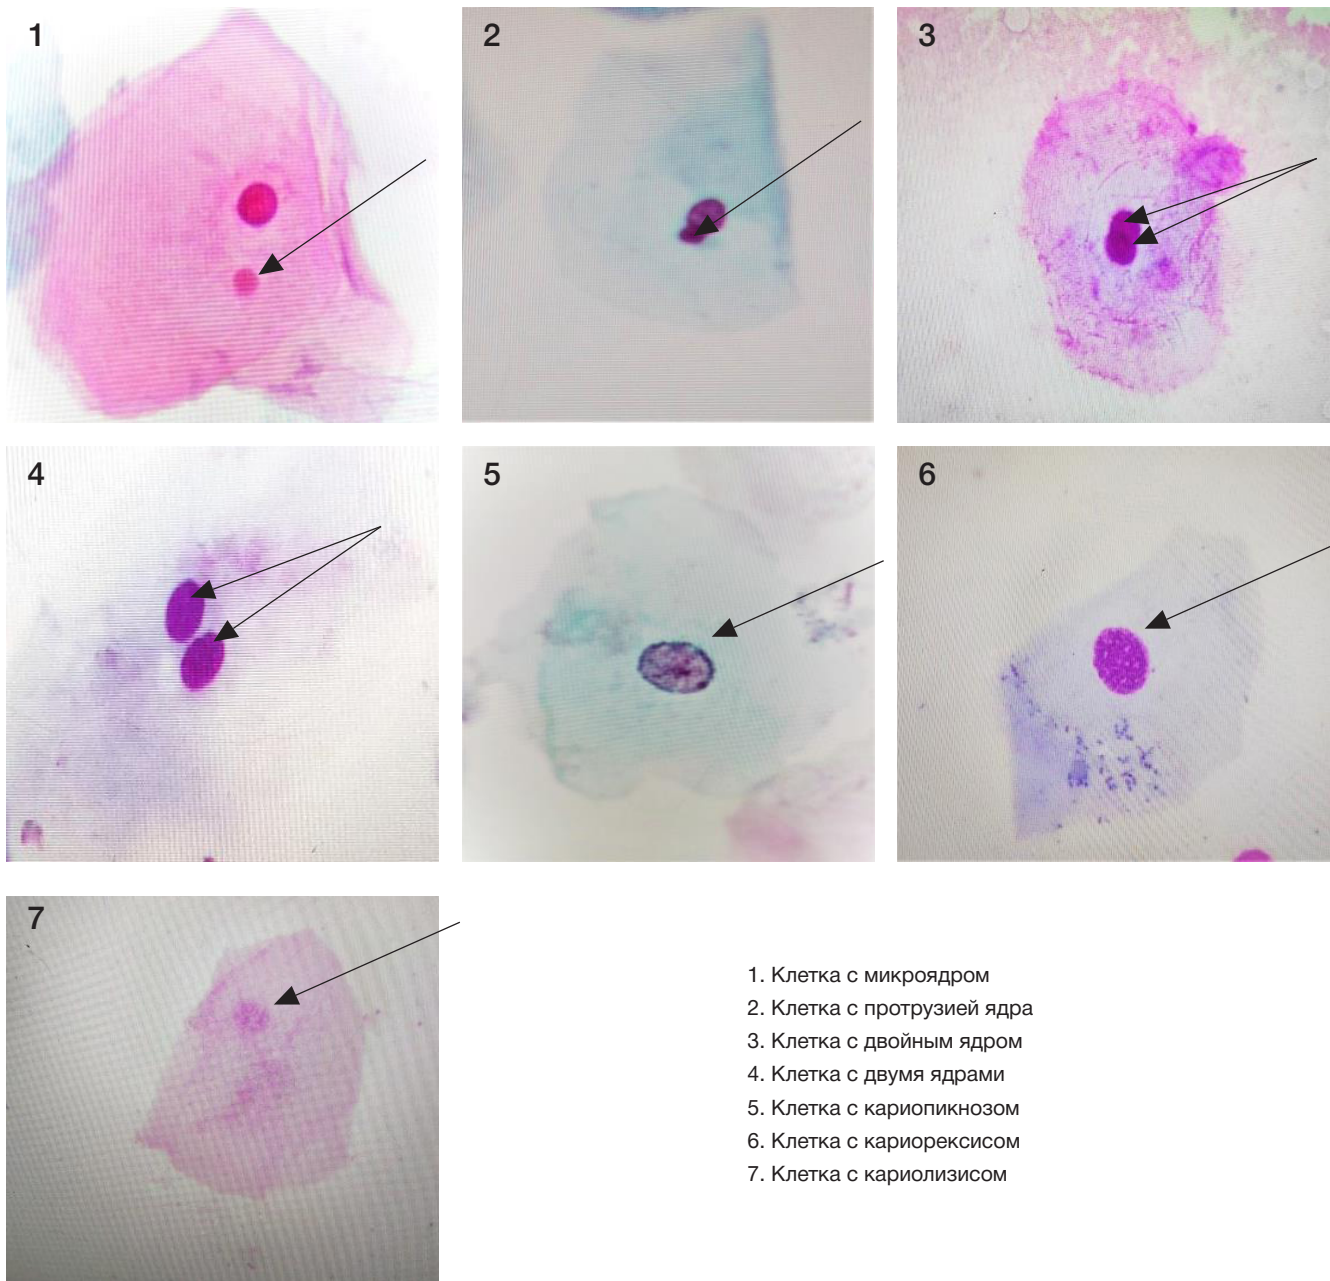 1
2
3
4
5
6
7
1. Клетка с микроядром
2. Клетка с протрузией ядра
3. Клетка с двойным ядром
4. Клетка с двумя ядрами
5. Клетка с кариопикнозом
6. Клетка с кариорексисом
7. Клетка с кариолизисом